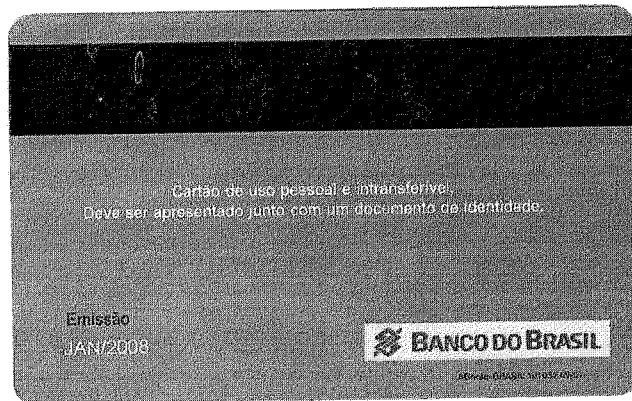 Cartão de uso pessoal e intransferível.
Deve ser apresentado junto com um documento de identidade.
Emissão
JAN/2008
BANCO DO BRASIL